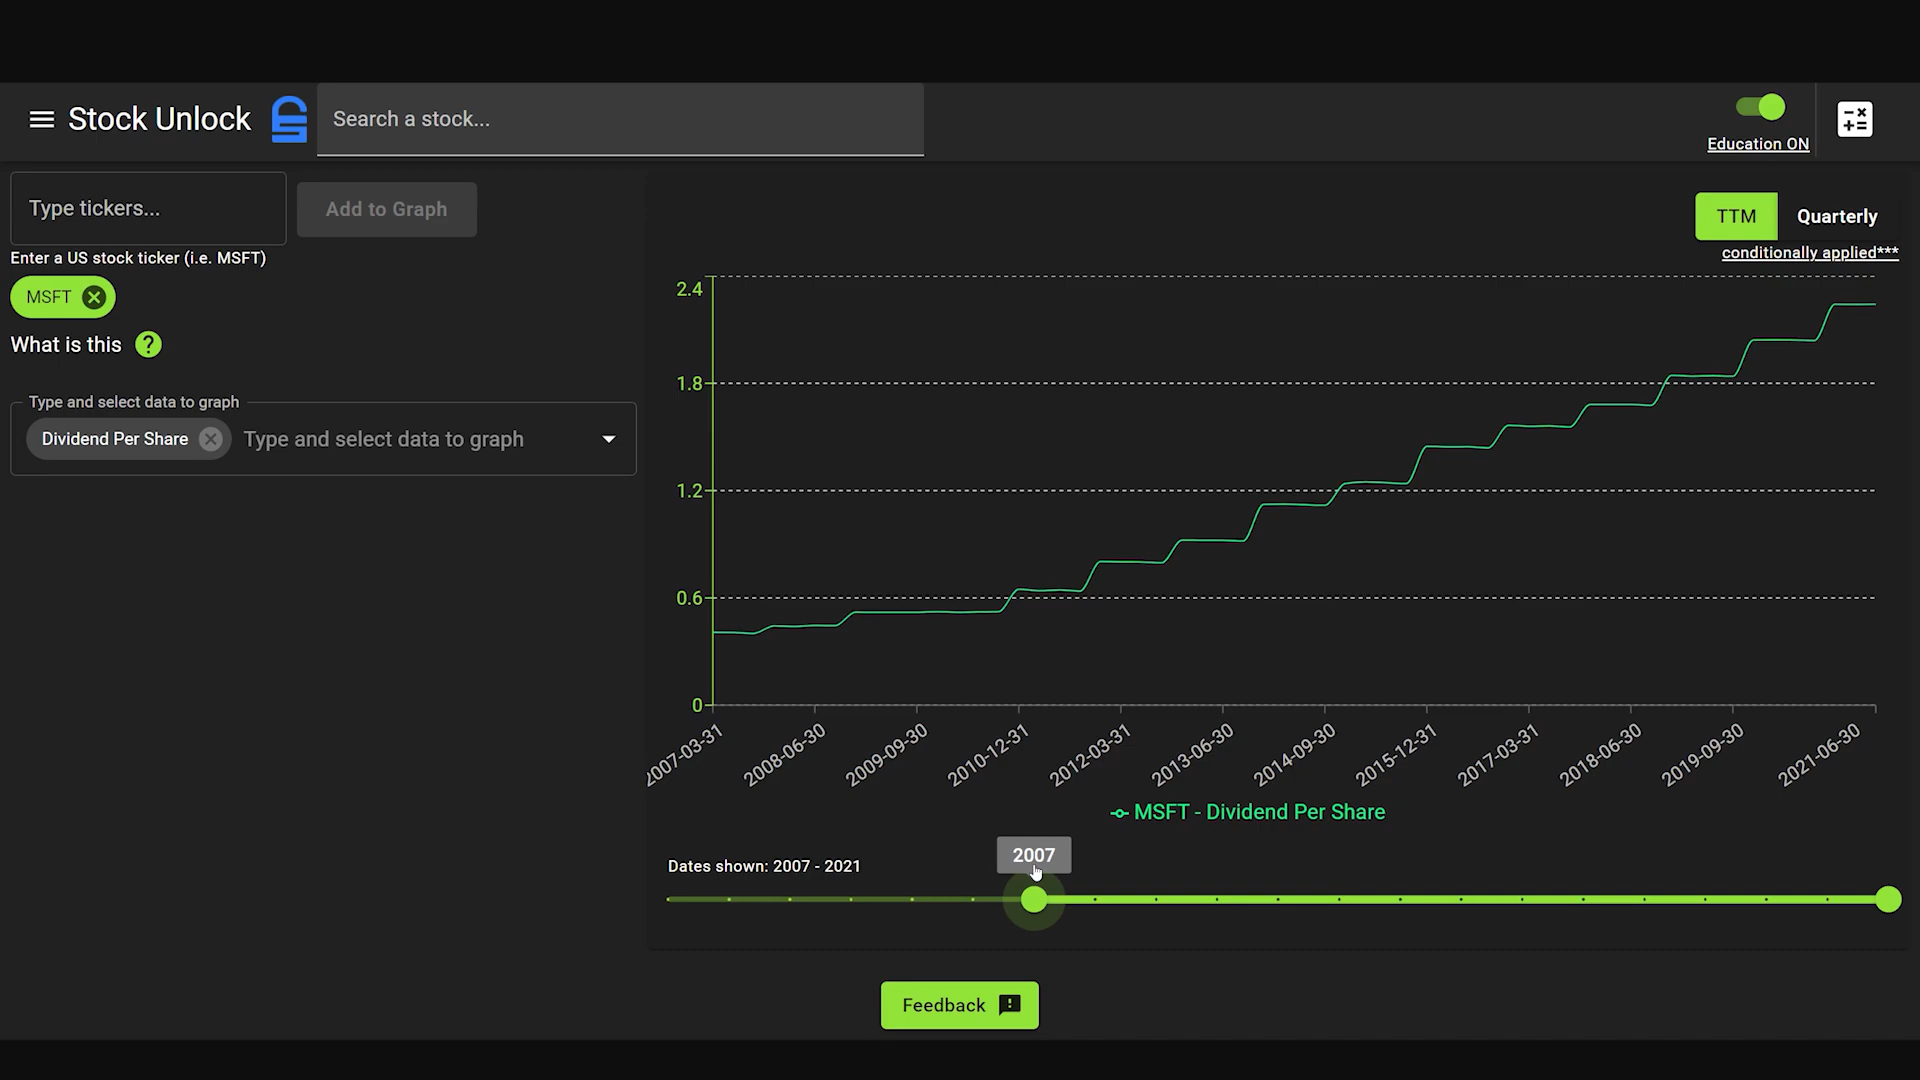 Stock Unlock
Search a stock...
Education ON
Type tickers...
Add to Graph
Enter a US stock ticker (i.e. MSFT)
MSFT
What is this ?
Type and select data to graph
Dividend Per Share
Type and select data to graph
TTM
Quarterly
conditionally applied***
2.4
1.8
1.2
0.6
0
2007-03-31
2008-06-30
2009-09-30
2010-12-31
2012-03-31
2013-06-30
2014-09-30
2015-12-31
2017-03-31
2018-06-30
2019-09-30
2021-06-30
MSFT - Dividend Per Share
Dates shown: 2007 - 2021
2007
Feedback